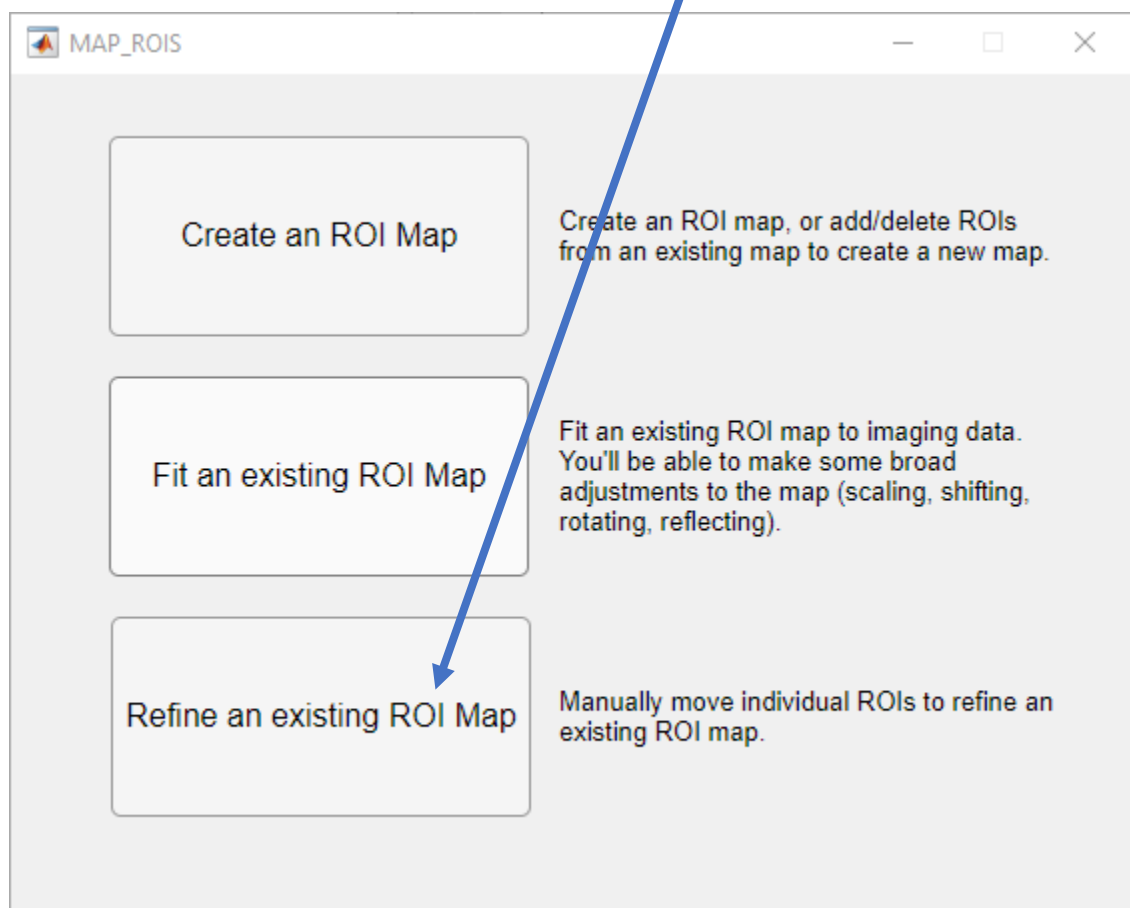 MAP_ROIS
Create an ROI Map
Create an ROI map, or add/delete ROIs
from an existing map to create a new map.
Fit an existing ROI Map
Fit an existing ROI map to imaging data.
You'll be able to make some broad
adjustments to the map (scaling, shifting,
rotating, reflecting).
Refine an existing ROI Map
Manually move individual ROIs to refine an
existing ROI map.